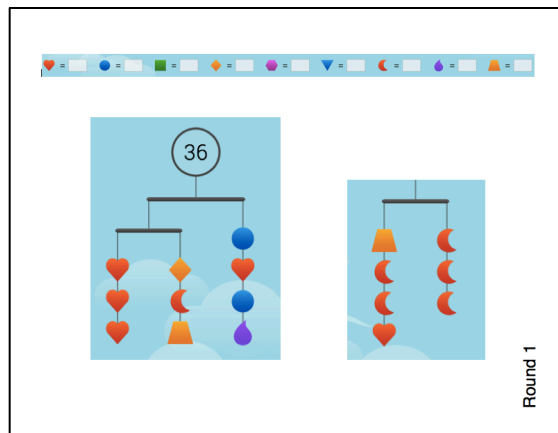 = = = = = = = = =
36
Round 1